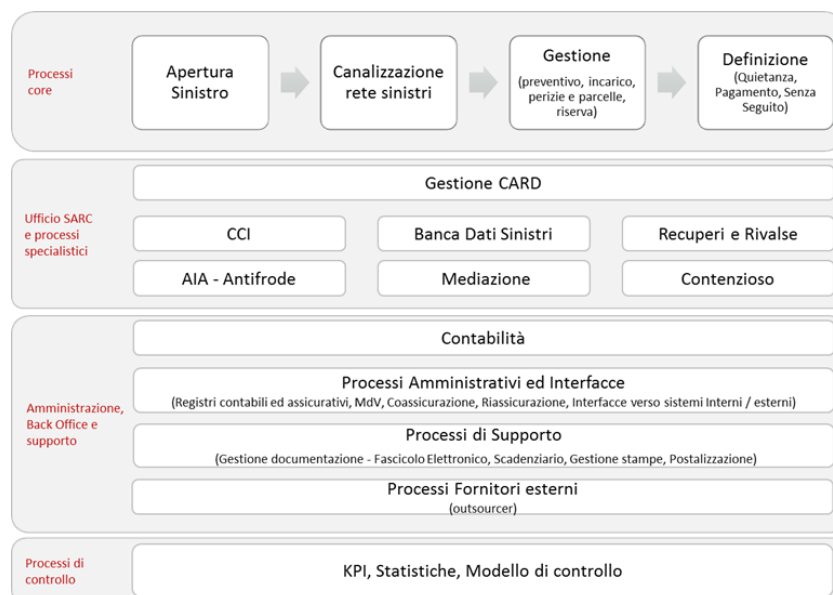 Processi
core
Apertura
Sinistro
Canalizzazione
rete sinistri
Gestione
(preventivo, incarico,
perizie e parcelle,
riserva)
Definizione
(Quietanza,
Pagamento, Senza
Seguito)
Ufficio SARC
e processi
specialistici
Gestione CARD
CCI
Banca Dati Sinistri
Recuperi e Rivalse
AIA - Antifrode
Mediazione
Contenzioso
Amministrazione,
Back Office e
supporto
Contabilità
Processi Amministrativi ed Interfacce
(Registri contabili ed assicurativi, MdV, Coassicurazione, Riassicurazione, Interfacce verso sistemi Interni / esterni)
Processi di Supporto
(Gestione documentazione - Fascicolo Elettronico, Scadenziario, Gestione stampe, Postalizzazione)
Processi Fornitori esterni
(outsourcer)
Processi di
controllo
KPI, Statistiche, Modello di controllo